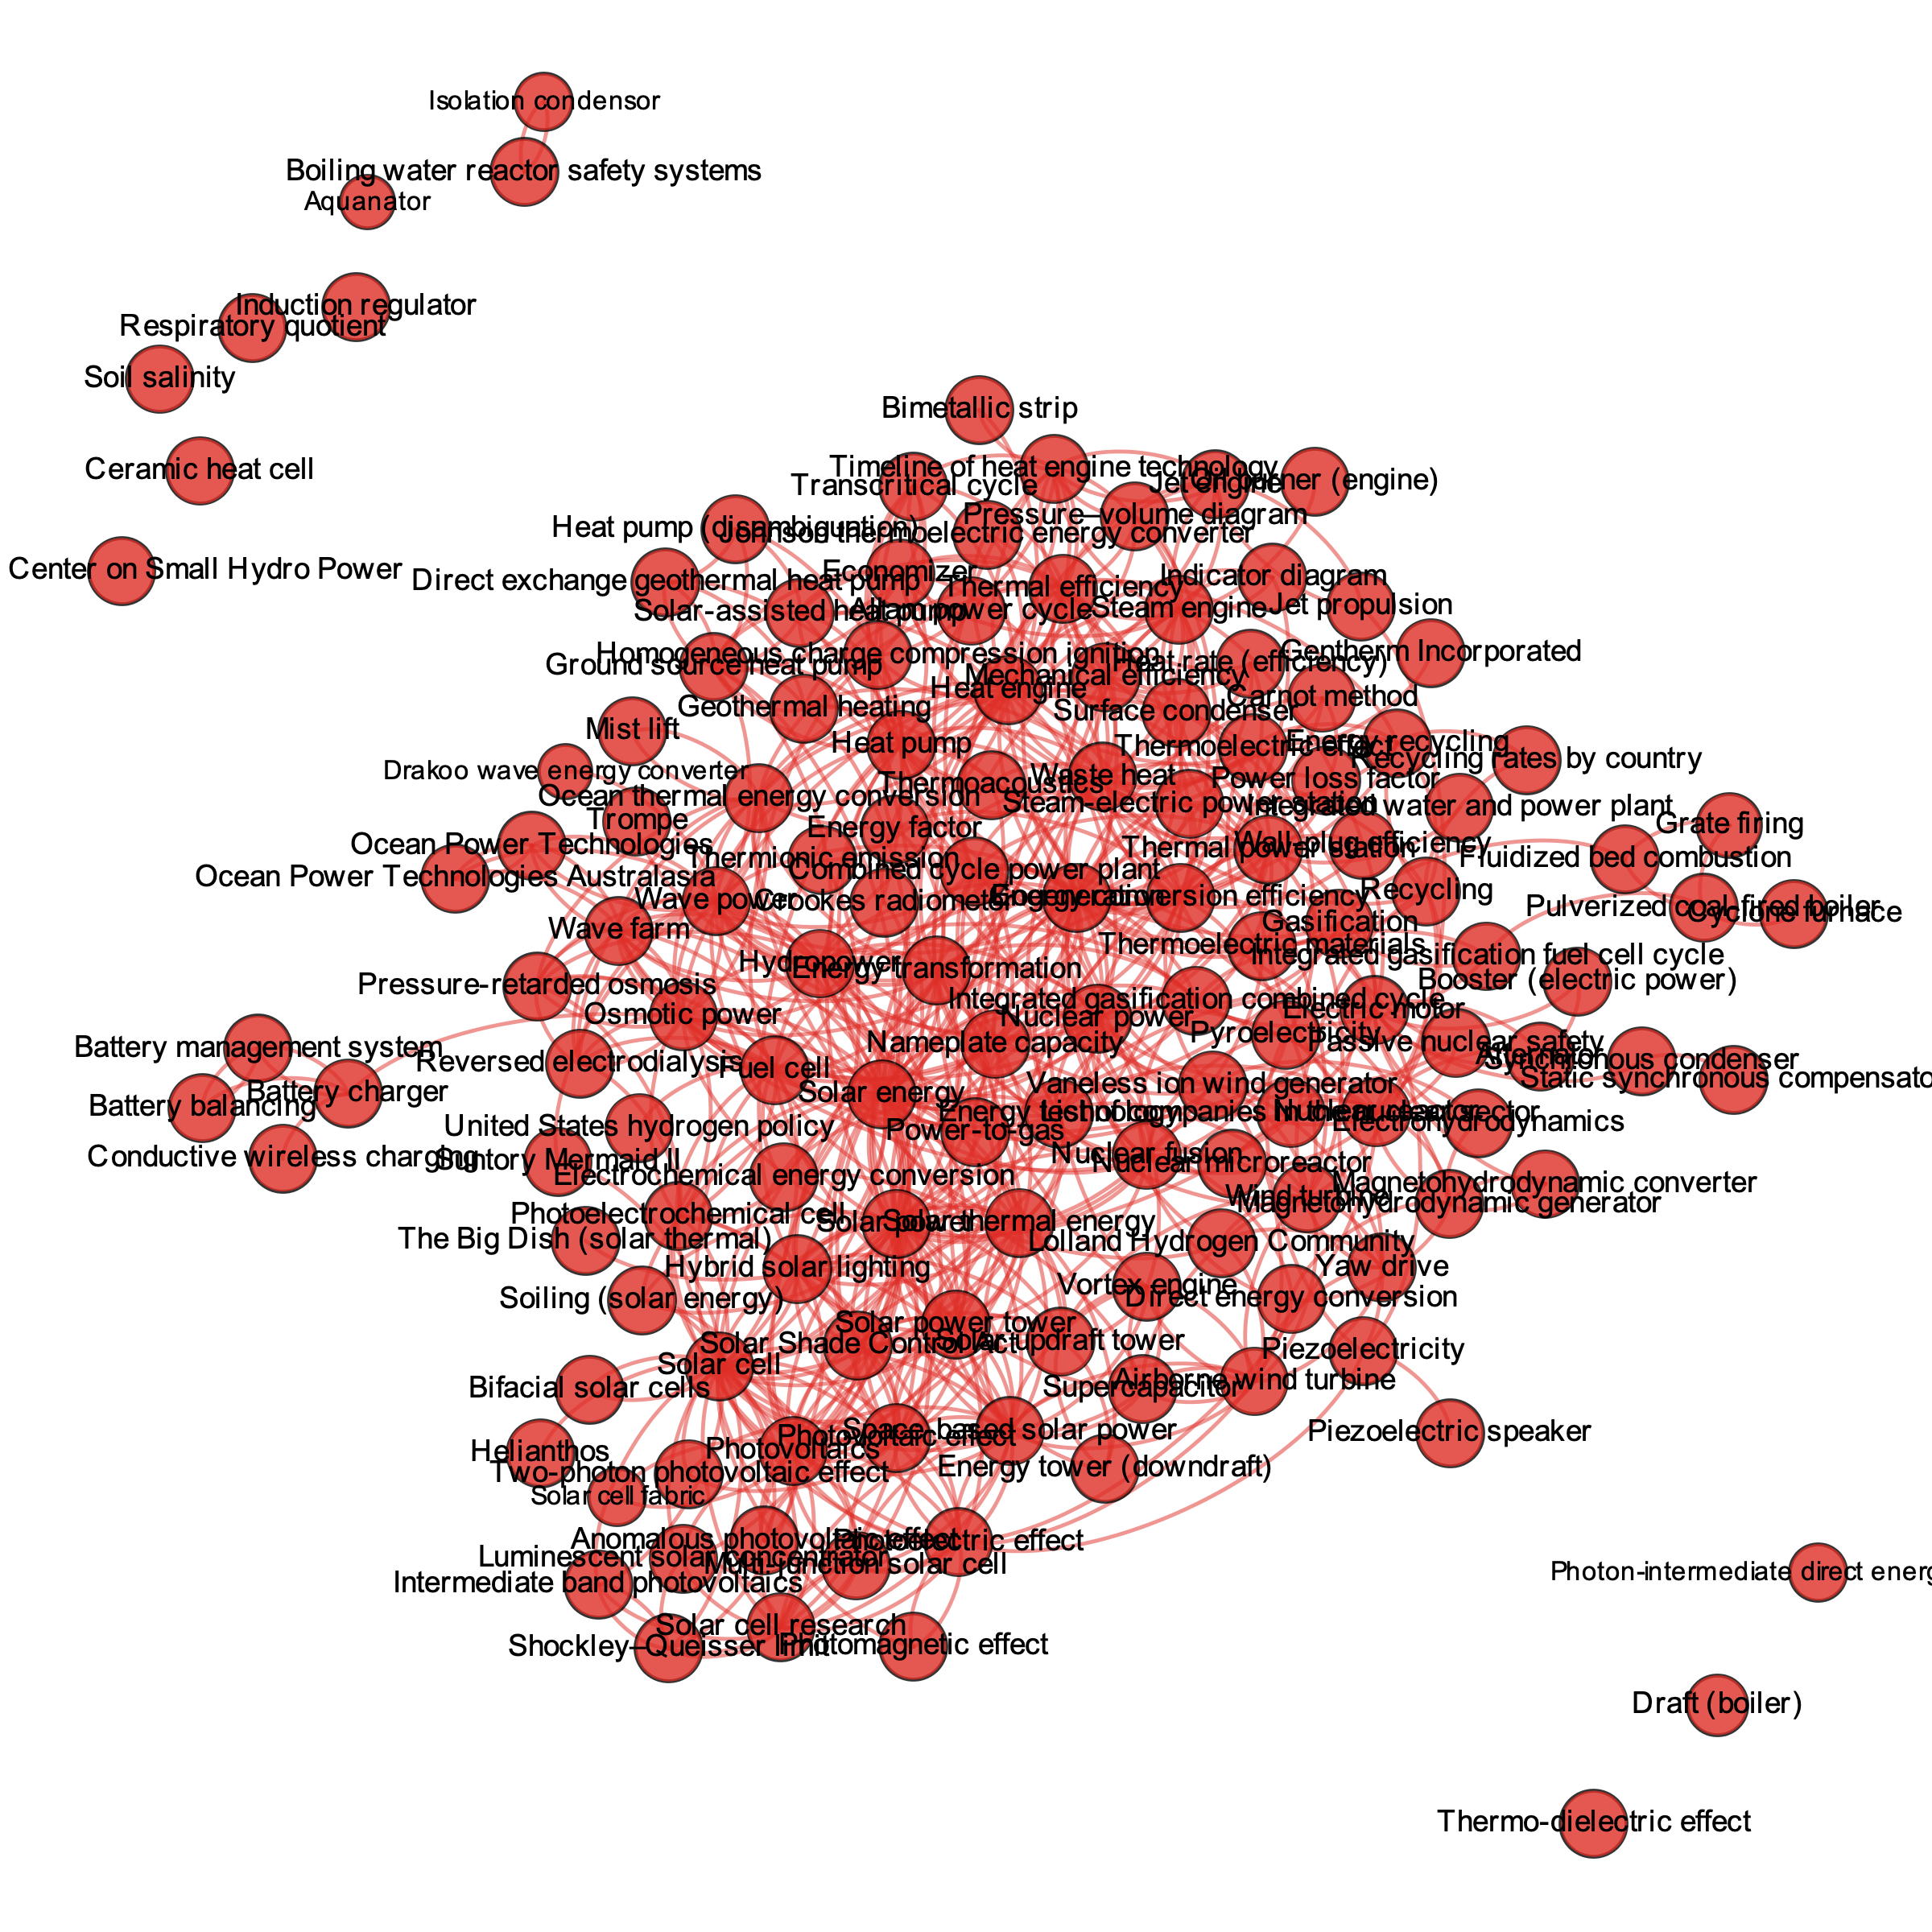 Isolation condensor
Boiling water reactor safety systems
Aquanator
Induction regulator
Respiratory quotient
Soil salinity
Bimetallic strip
Ceramic heat cell
Timeline of heat engine technology
Transcritical cycle
Jet engine
burner (engine)
Pressure–volume diagram
Heat pump (disambiguation)
Johnson thermoelectric energy converter
Center on Small Hydro Power
Economizer
Indicator diagram
Direct exchange geothermal heat pump
Thermal efficiency
Solar-assisted heat pump
Allam power cycle
Steam engine
Jet propulsion
Homogeneous charge compression ignition
Gentherm Incorporated
Ground source heat pump
Heat rate (efficiency)
Mechanical efficiency
Heat engine
Carnot method
Geothermal heating
Surface condenser
Mist lift
Heat pump
Thermoelectric effect
Energy recycling
Recycling rates by country
Drakoo wave energy converter
Thermoacoustics
Waste heat
Power loss factor
Ocean thermal energy conversion
Steam-electric power station
Integrated water and power plant
Trompe
Energy factor
Grate firing
Ocean Power Technologies
Thermionic emission
Thermal power station
Wall-plug efficiency
Fluidized bed combustion
Combined cycle power plant
Ocean Power Technologies Australasia
Wave power
Crookes radiometer
Cogeneration
Energy conversion efficiency
Recycling
Pulverized coal-fired boiler
Cyclone furnace
Wave farm
Gasification
Thermoelectric materials
Integrated gasification fuel cell cycle
Hydropower
Energy transformation
Booster (electric power)
Pressure-retarded osmosis
Integrated gasification combined cycle
Electric motor
Osmotic power
Nuclear power
Nameplate capacity
Pyroelectricity
Passive nuclear safety
Battery management system
Reversed electrodialysis
Alternator
Synchronous condenser
Fuel cell
Static synchronous compensato
Battery charger
Solar energy
Vaneless ion wind generator
Battery balancing
Energy technology
List of companies in the nuclear sector
Nuclear reactor
Electrohydrodynamics
United States hydrogen policy
Power-to-gas
Conductive wireless charging
Suntory Mermaid II
Nuclear fusion
Nuclear microreactor
Electrochemical energy conversion
Magnetohydrodynamic converter
Wind turbine
Magnetohydrodynamic generator
Photoelectrochemical cell
Solar power
Solar thermal energy
The Big Dish (solar thermal)
Lolland Hydrogen Community
Hybrid solar lighting
Yaw drive
Vortex engine
Soiling (solar energy)
Direct energy conversion
Solar power tower
Solar Shade Control Act
Solar updraft tower
Piezoelectricity
Solar cell
Bifacial solar cells
Supercapacitor
Airborne wind turbine
Space-based solar power
Photovoltaic effect
Piezoelectric speaker
Helianthos
Photovoltaics
Two-photon photovoltaic effect
Energy tower (downdraft)
Solar cell fabric
Anomalous photovoltaic effect
Photoelectric effect
Luminescent solar concentrator
Multi-junction solar cell
Photon-intermediate direct energ
Intermediate band photovoltaics
Solar cell research
Shockley–Queisser limit
Photomagnetic effect
Draft (boiler)
Thermo-dielectric effect